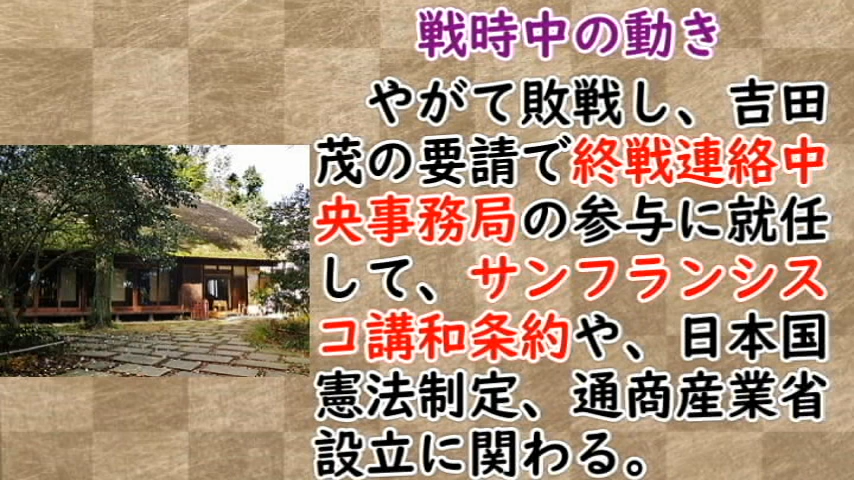 戦時中の動き
やがて敗戦し、吉田
茂の要請で終戦連絡中
央事務局の参与に就任
して、サンフランシス
コ講和条約や、日本国
憲法制定、通商産業省
設立に関わる。